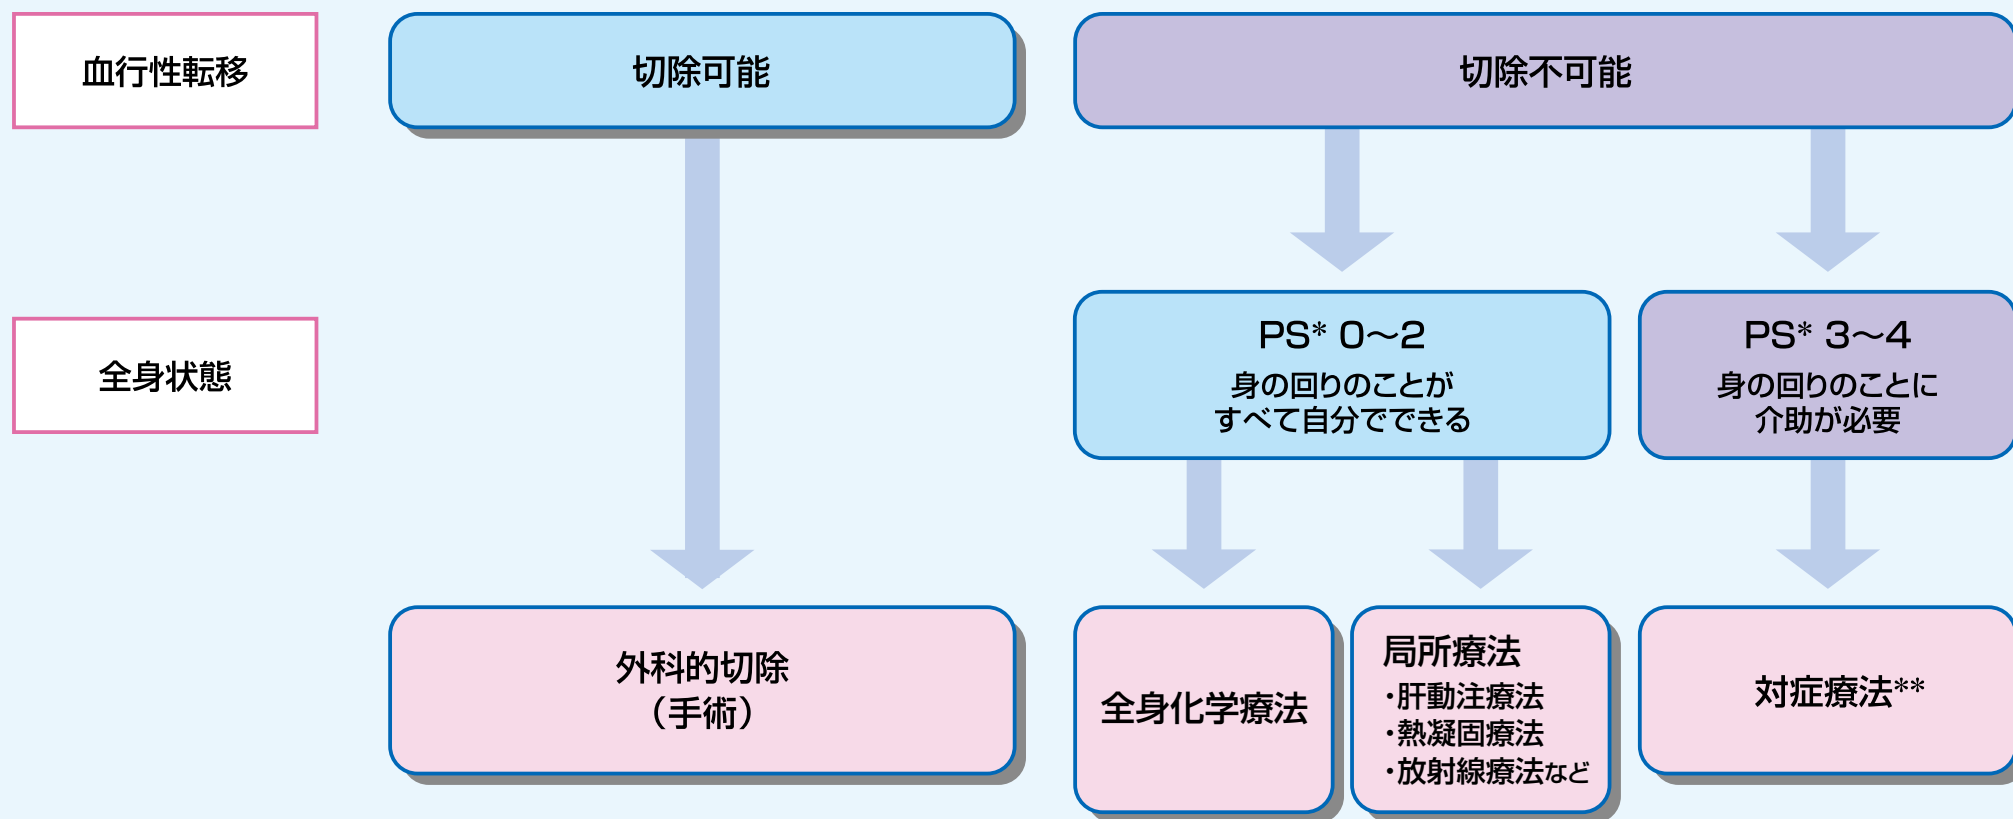 血行性転移
切除可能
切除不可能
全身状態
PS* 0〜2
身の回りのことが
すべて自分でできる
PS* 3〜4
身の回りのことに
介助が必要
外科的切除
（手術）
全身化学療法
局所療法
・肝動注療法
・熱凝固療法
・放射線療法など
対症療法**